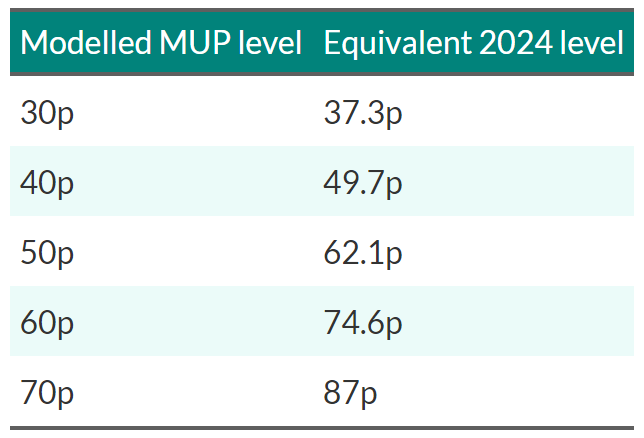 Modelled MUP level Equivalent 2024 level
30p 37.3p
40p 49.7p
50p 62.1p
60p 74.6p
70p 87p